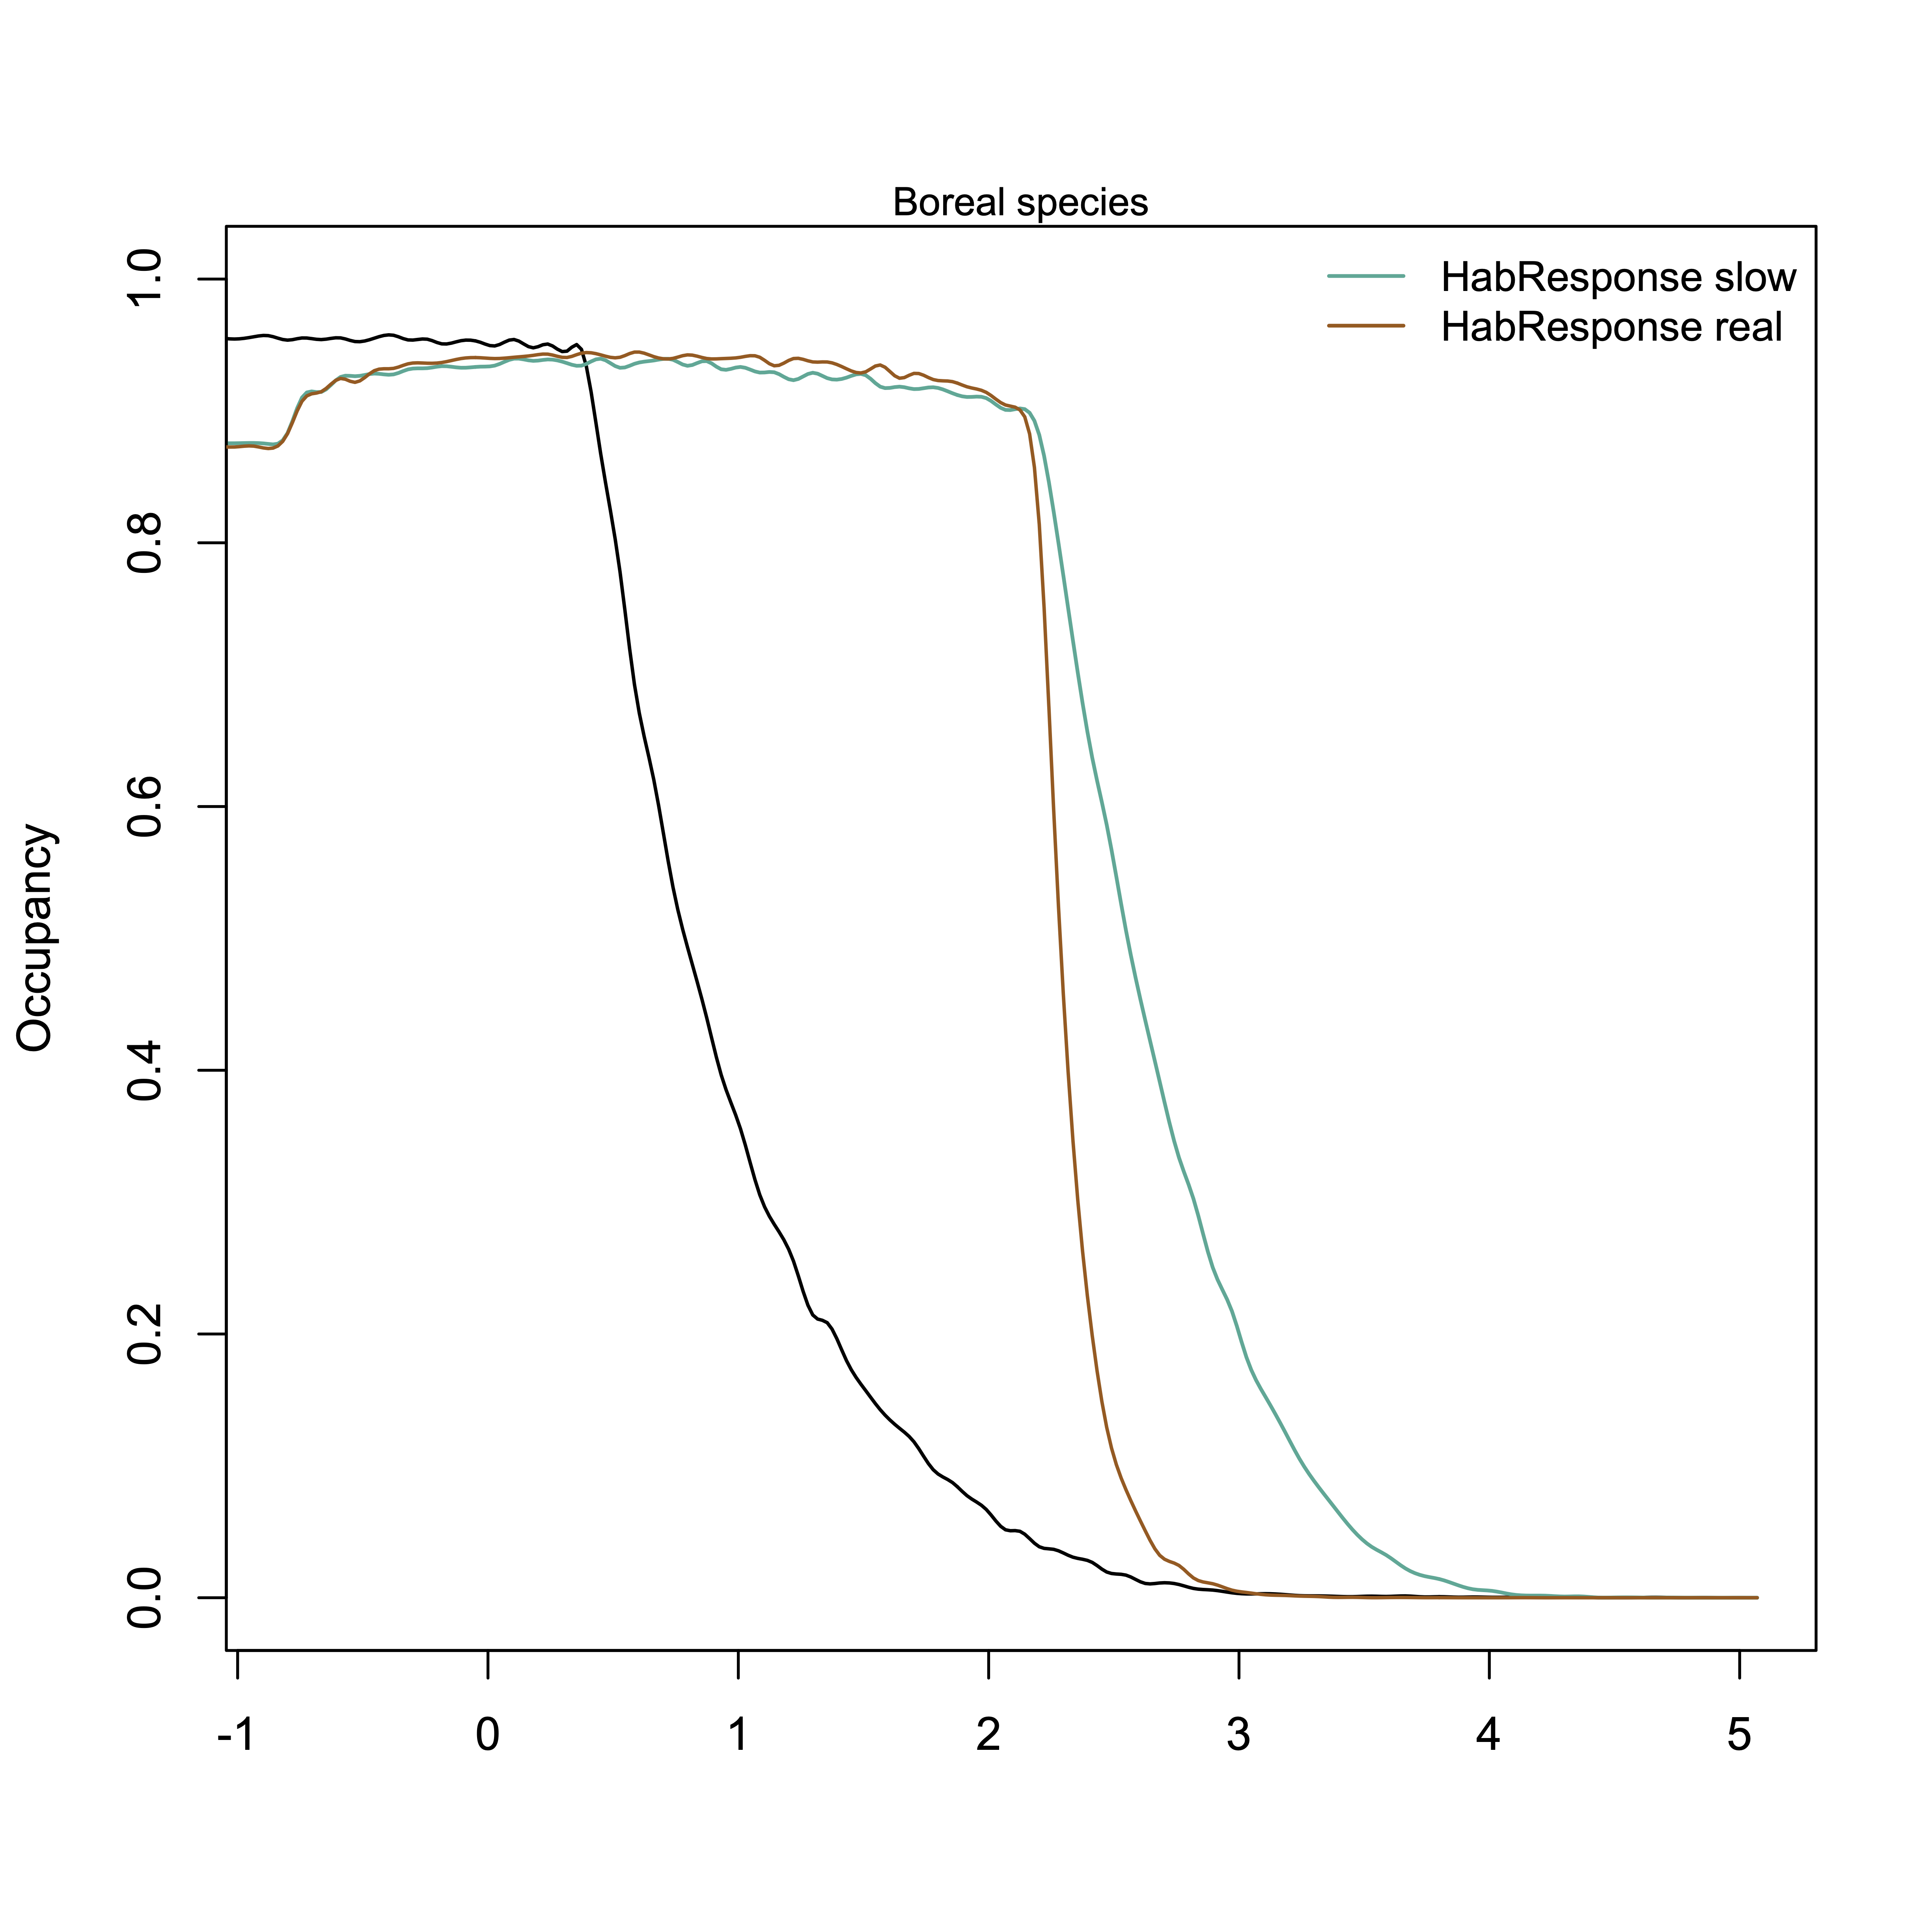 Boreal species
HabResponse slow
HabResponse real
Occupancy
1.0
0.8
0.6
0.4
0.2
0.0
-1 0 1 2 3 4 5